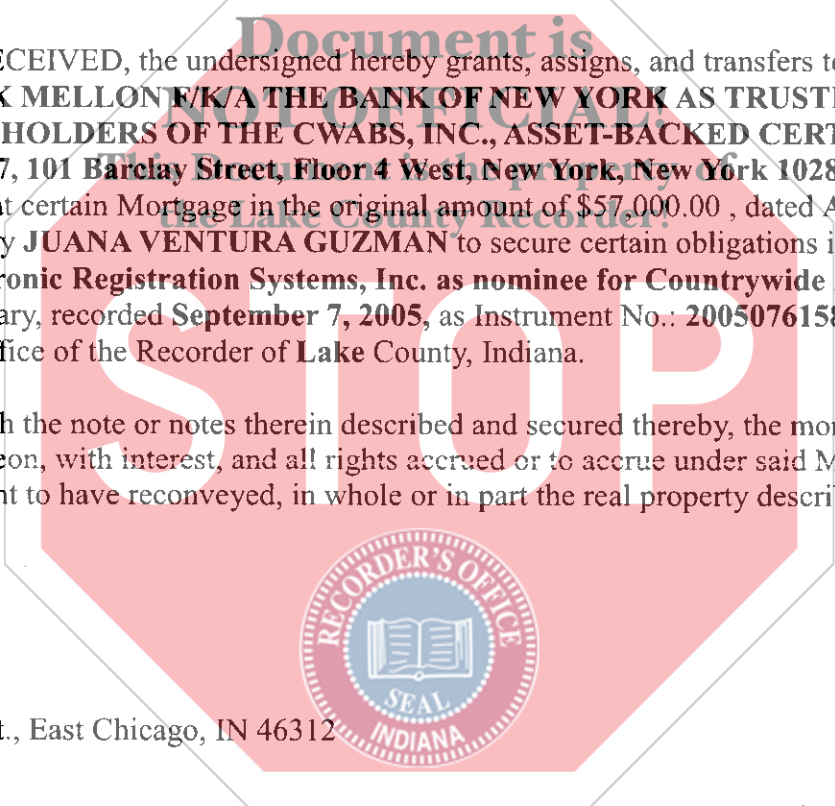 Document is
ECEIVED, the undersigned hereby grants, assigns, and transfers to
K MELLON F/K/A THE BANK OF NEW YORK AS TRUSTE
NOT OFFICIAL!
HOLDERS OF THE CWABS, INC., ASSET-BACKED CERT
7, 101 Barclay Street, Floor 4 West, New York, New York 1028
This Document is the property of
t certain Mortgage in the original amount of $57,000.00 , dated A
the Lake County Recorder!
y JUANA VENTURA GUZMAN to secure certain obligations i
ronic Registration Systems, Inc. as nominee for Countrywide
ary, recorded September 7, 2005, as Instrument No.: 2005076158
fice of the Recorder of Lake County, Indiana.
STOP
h the note or notes therein described and secured thereby, the mor
eon, with interest, and all rights accrued or to accrue under said M
nt to have reconveyed, in whole or in part the real property descri
RECORDER'S OFFICE
SEAL
INDIANA
t., East Chicago, IN 46312